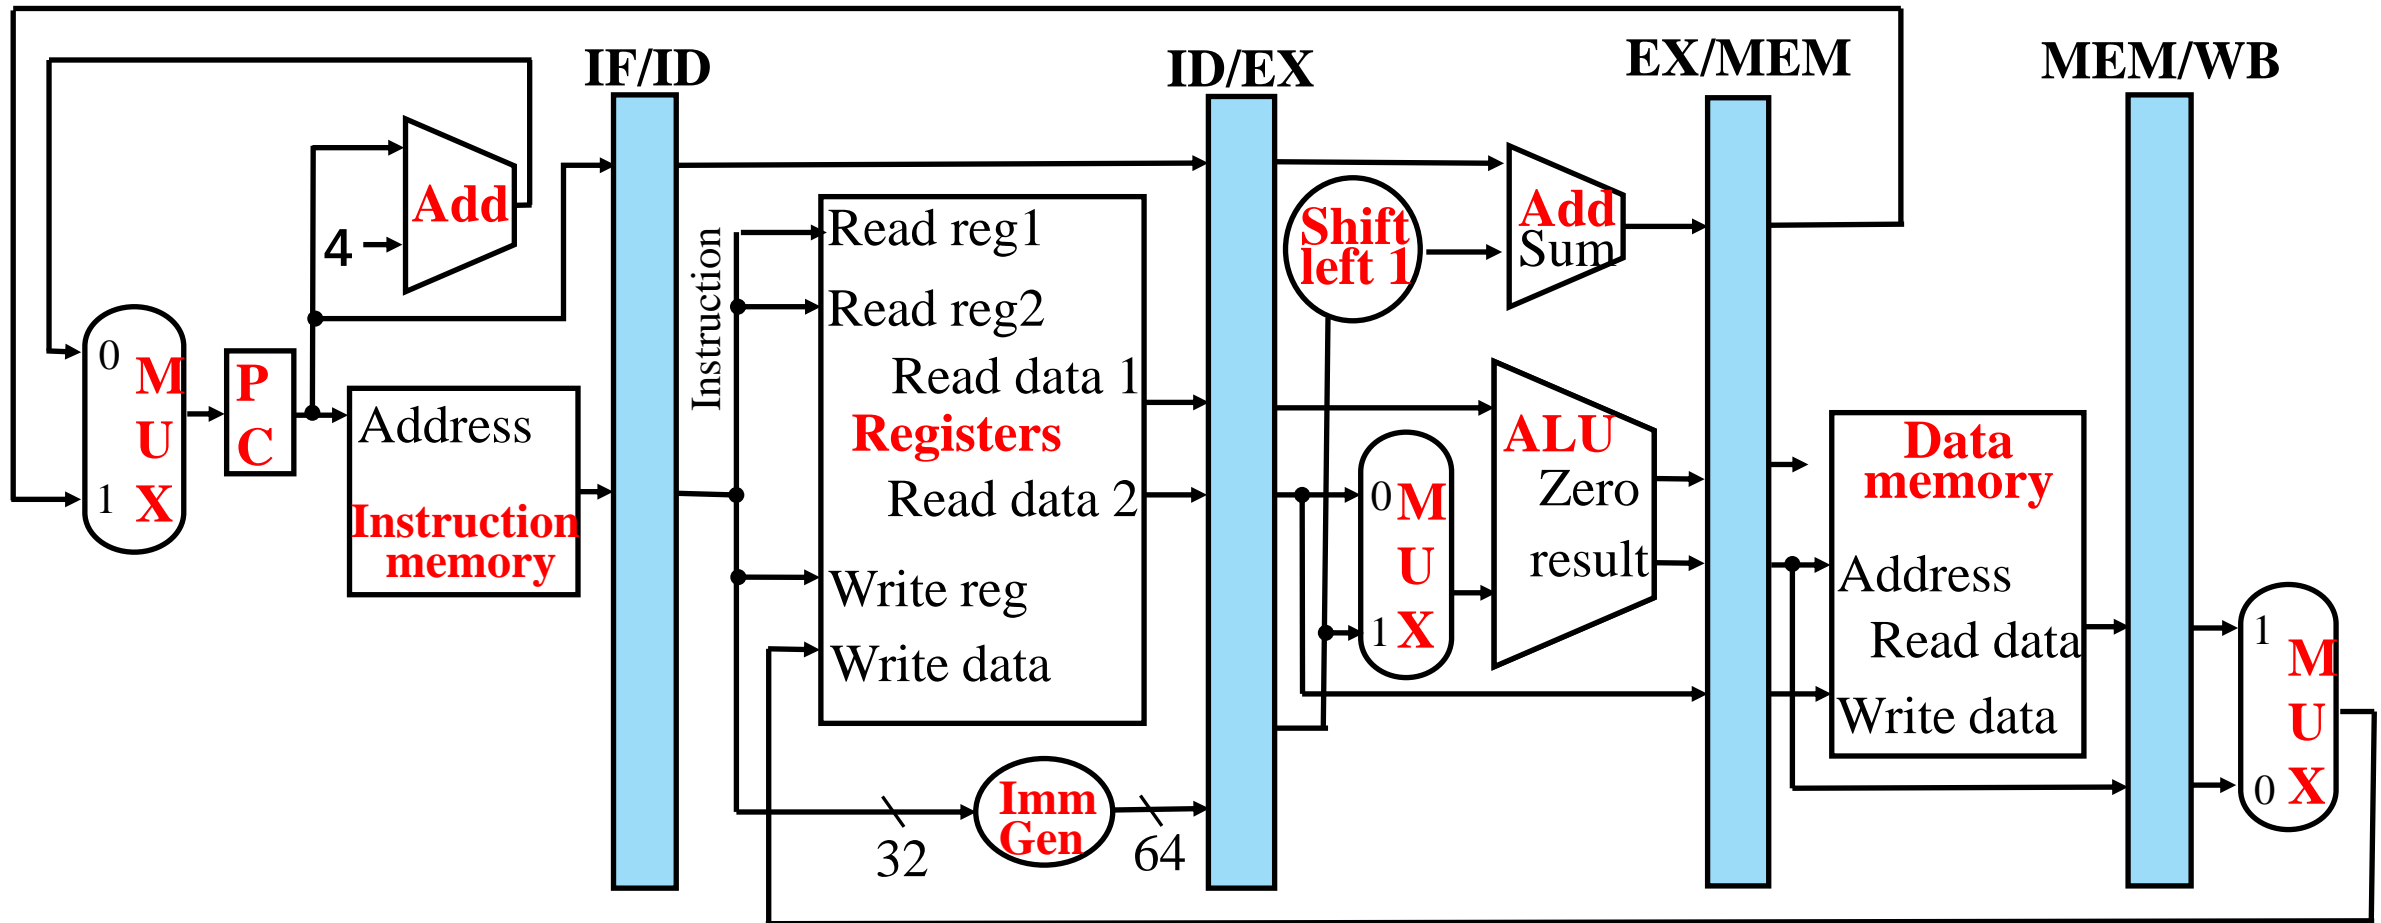 IF/ID
ID/EX
EX/MEM
MEM/WB
Add
4
0
M
U
X
1
P
C
Address
Instruction
memory
Instruction
Read reg1
Read reg2
Read data 1
Registers
Read data 2
Write reg
Write data
32
Imm
Gen
64
Shift
left 1
Add
Sum
0
M
U
X
1
ALU
Zero
result
Data
memory
Address
Read data
Write data
1
M
U
X
0